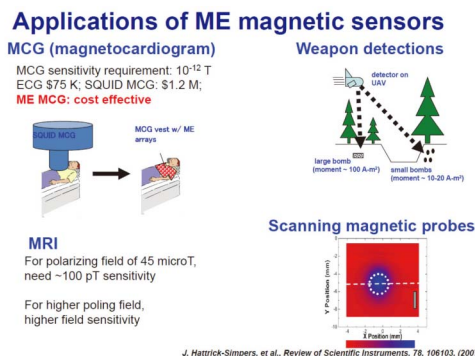 Applications of ME magnetic sensors
MCG (magnetocardiogram)
MCG sensitivity requirement: 10⁻¹² T
ECG $75 K; SQUID MCG: $1.2 M;
ME MCG: cost effective
SQUID MCG
MCG vest w/ ME
arrays
MRI
For polarizing field of 45 microT,
need ~100 pT sensitivity
For higher poling field,
higher field sensitivity
Weapon detections
detector on
UAV
large bomb
(moment ~ 100 A-m²)
small bombs
(moment ~ 10-20 A-m²)
Scanning magnetic probes
Y Position (mm)
X Position (mm)
J. Hattrick-Simpers, et al., Review of Scientific Instruments, 78, 106103, (200